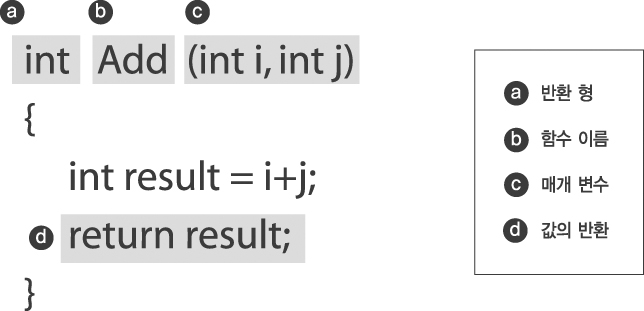 a b c
int Add (int i, int j)
{
int result = i+j;
d return result;
}
a 반환 형
b 함수 이름
c 매개 변수
d 값의 반환